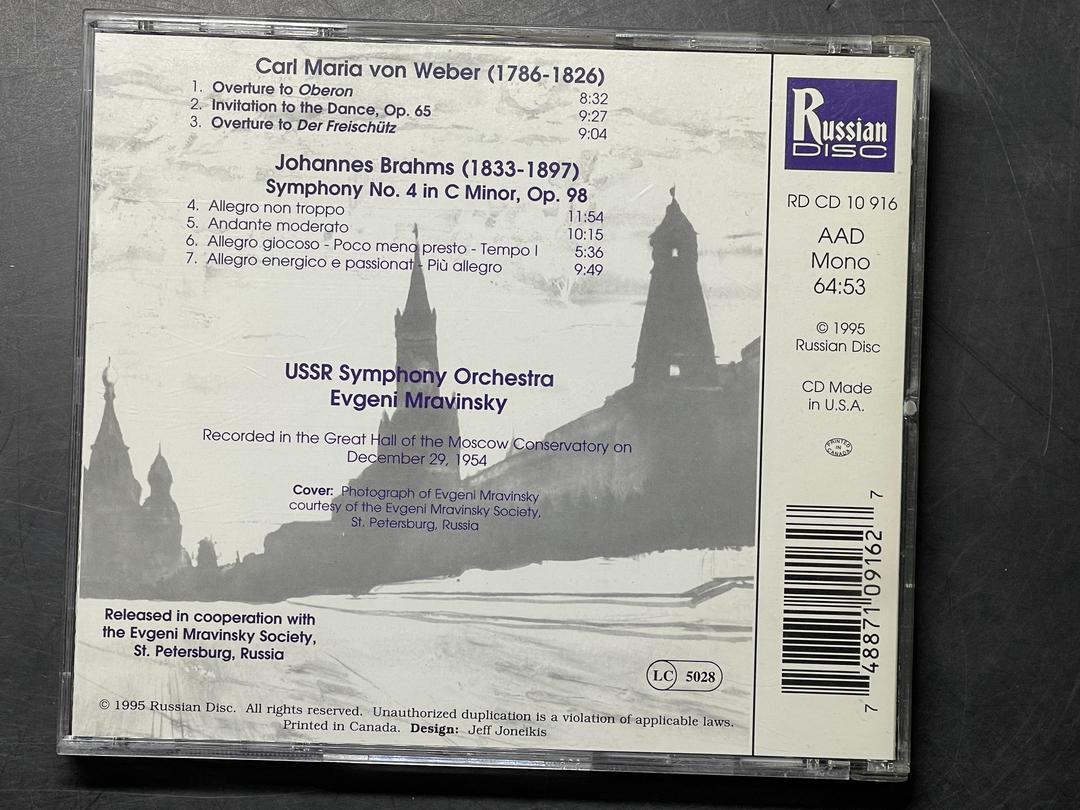 Carl Maria von Weber (1786-1826)
1. Overture to Oberon 8:32
2. Invitation to the Dance, Op. 65 9:27
3. Overture to Der Freischütz 9:04
Johannes Brahms (1833-1897)
Symphony No. 4 in C Minor, Op. 98
4. Allegro non troppo 11:54
5. Andante moderato 10:15
6. Allegro giocoso - Poco meno presto - Tempo I 5:36
7. Allegro energico e passionat - Più allegro 9:49
USSR Symphony Orchestra
Evgeni Mravinsky
Recorded in the Great Hall of the Moscow Conservatory on
December 29, 1954
Cover: Photograph of Evgeni Mravinsky
courtesy of the Evgeni Mravinsky Society,
St. Petersburg, Russia
Released in cooperation with
the Evgeni Mravinsky Society,
St. Petersburg, Russia
LC 5028
© 1995 Russian Disc. All rights reserved. Unauthorized duplication is a violation of applicable laws.
Printed in Canada. Design: Jeff Joneikis
Russian
DISC
RD CD 10 916
AAD
Mono
64:53
© 1995
Russian Disc
CD Made
in U.S.A.
PRINTED
IN
CANADA
7 48871 09162 7